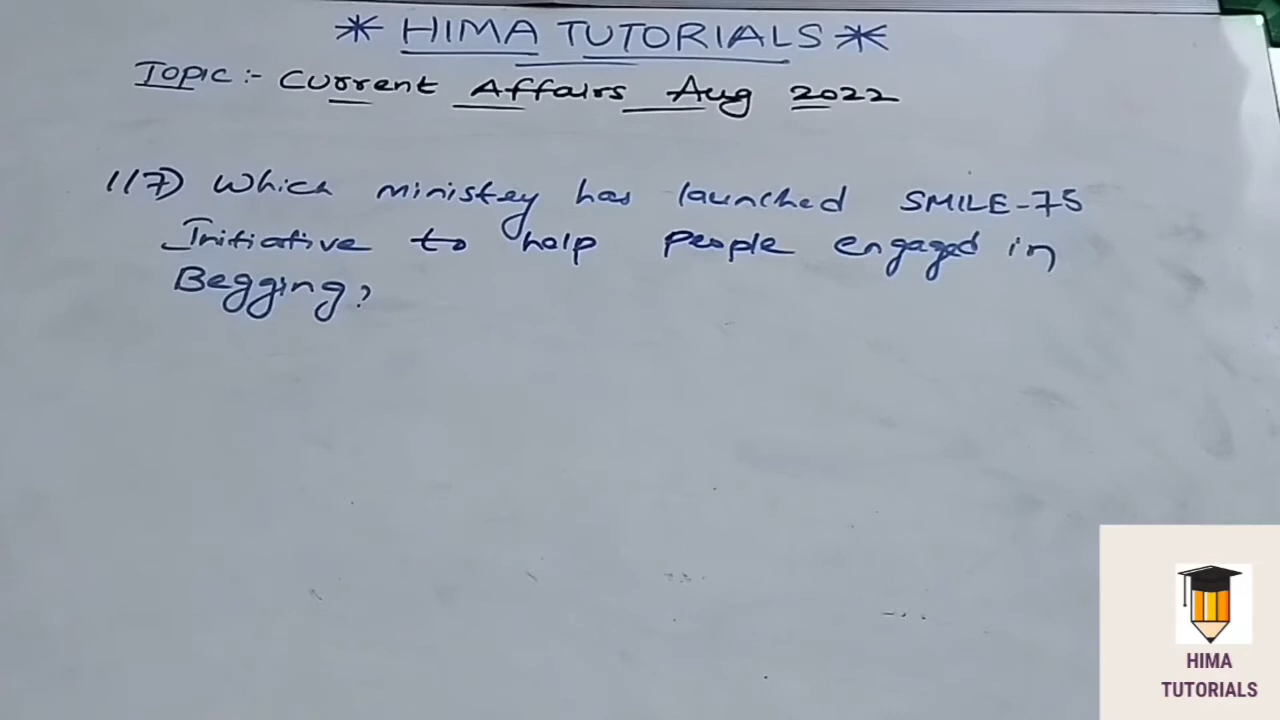 * HIMA TUTORIALS *
Topic:- Current Affairs Aug 2022
117) Which ministry has launched SMILE-75
Initiative to help people engaged in
Begging?
HIMA
TUTORIALS